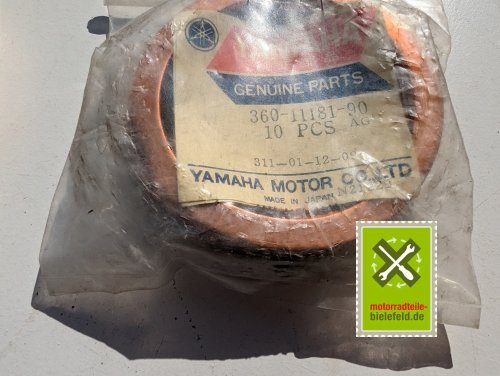 GENUINE PARTS
360-11181-90
10 PCS AG
311-01-12-0
YAMAHA MOTOR CO., LTD
MADE IN JAPAN
motorradteile-
bielefeld.de